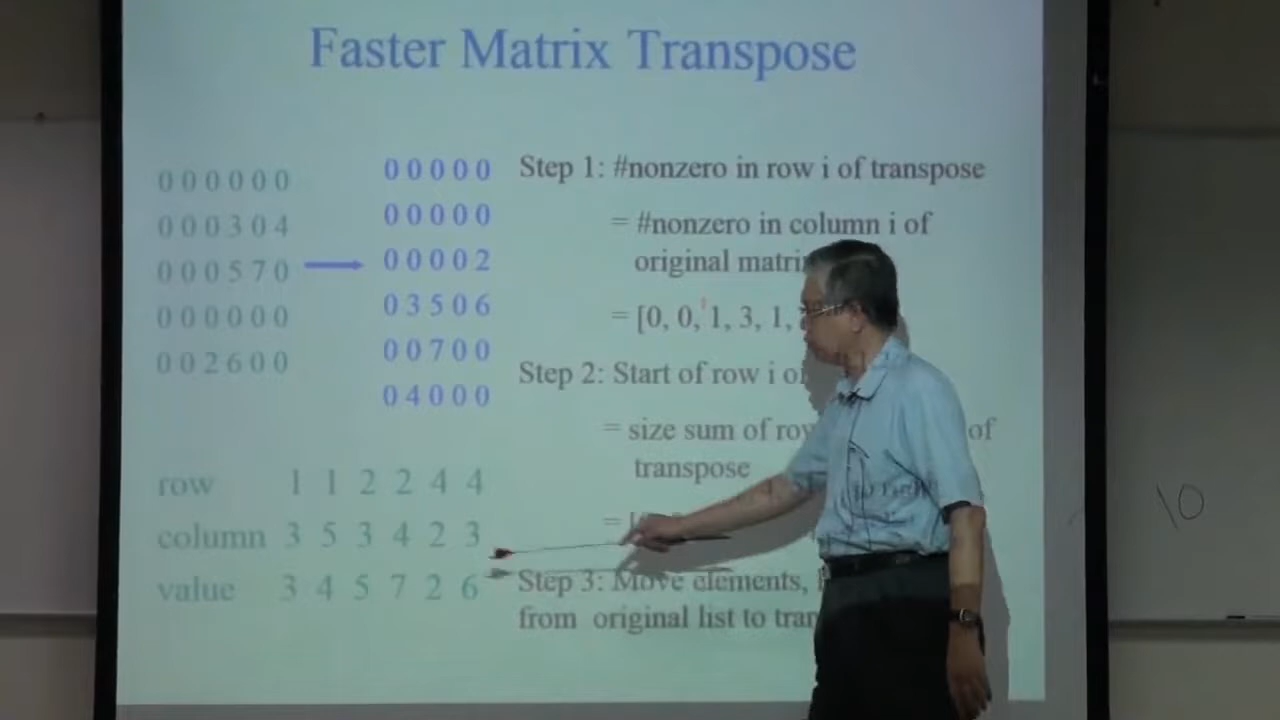 Faster Matrix Transpose
0 0 0 0 0 0
0 0 0 3 0 4
0 0 0 5 7 0
0 0 0 0 0 0
0 0 2 6 0 0
0 0 0 0 0
0 0 0 0 0
0 0 0 0 2
0 3 5 0 6
0 0 7 0 0
0 4 0 0 0
row 1 1 2 2 4 4
column 3 5 3 4 2 3
value 3 4 5 7 2 6
Step 1: #nonzero in row i of transpose
= #nonzero in column i of
original
= [0, 0, 1, 3, 1,
Step 2: Start of row i
= size sum of of
transpose
=
Step 3: Move elements,
from original list to
10